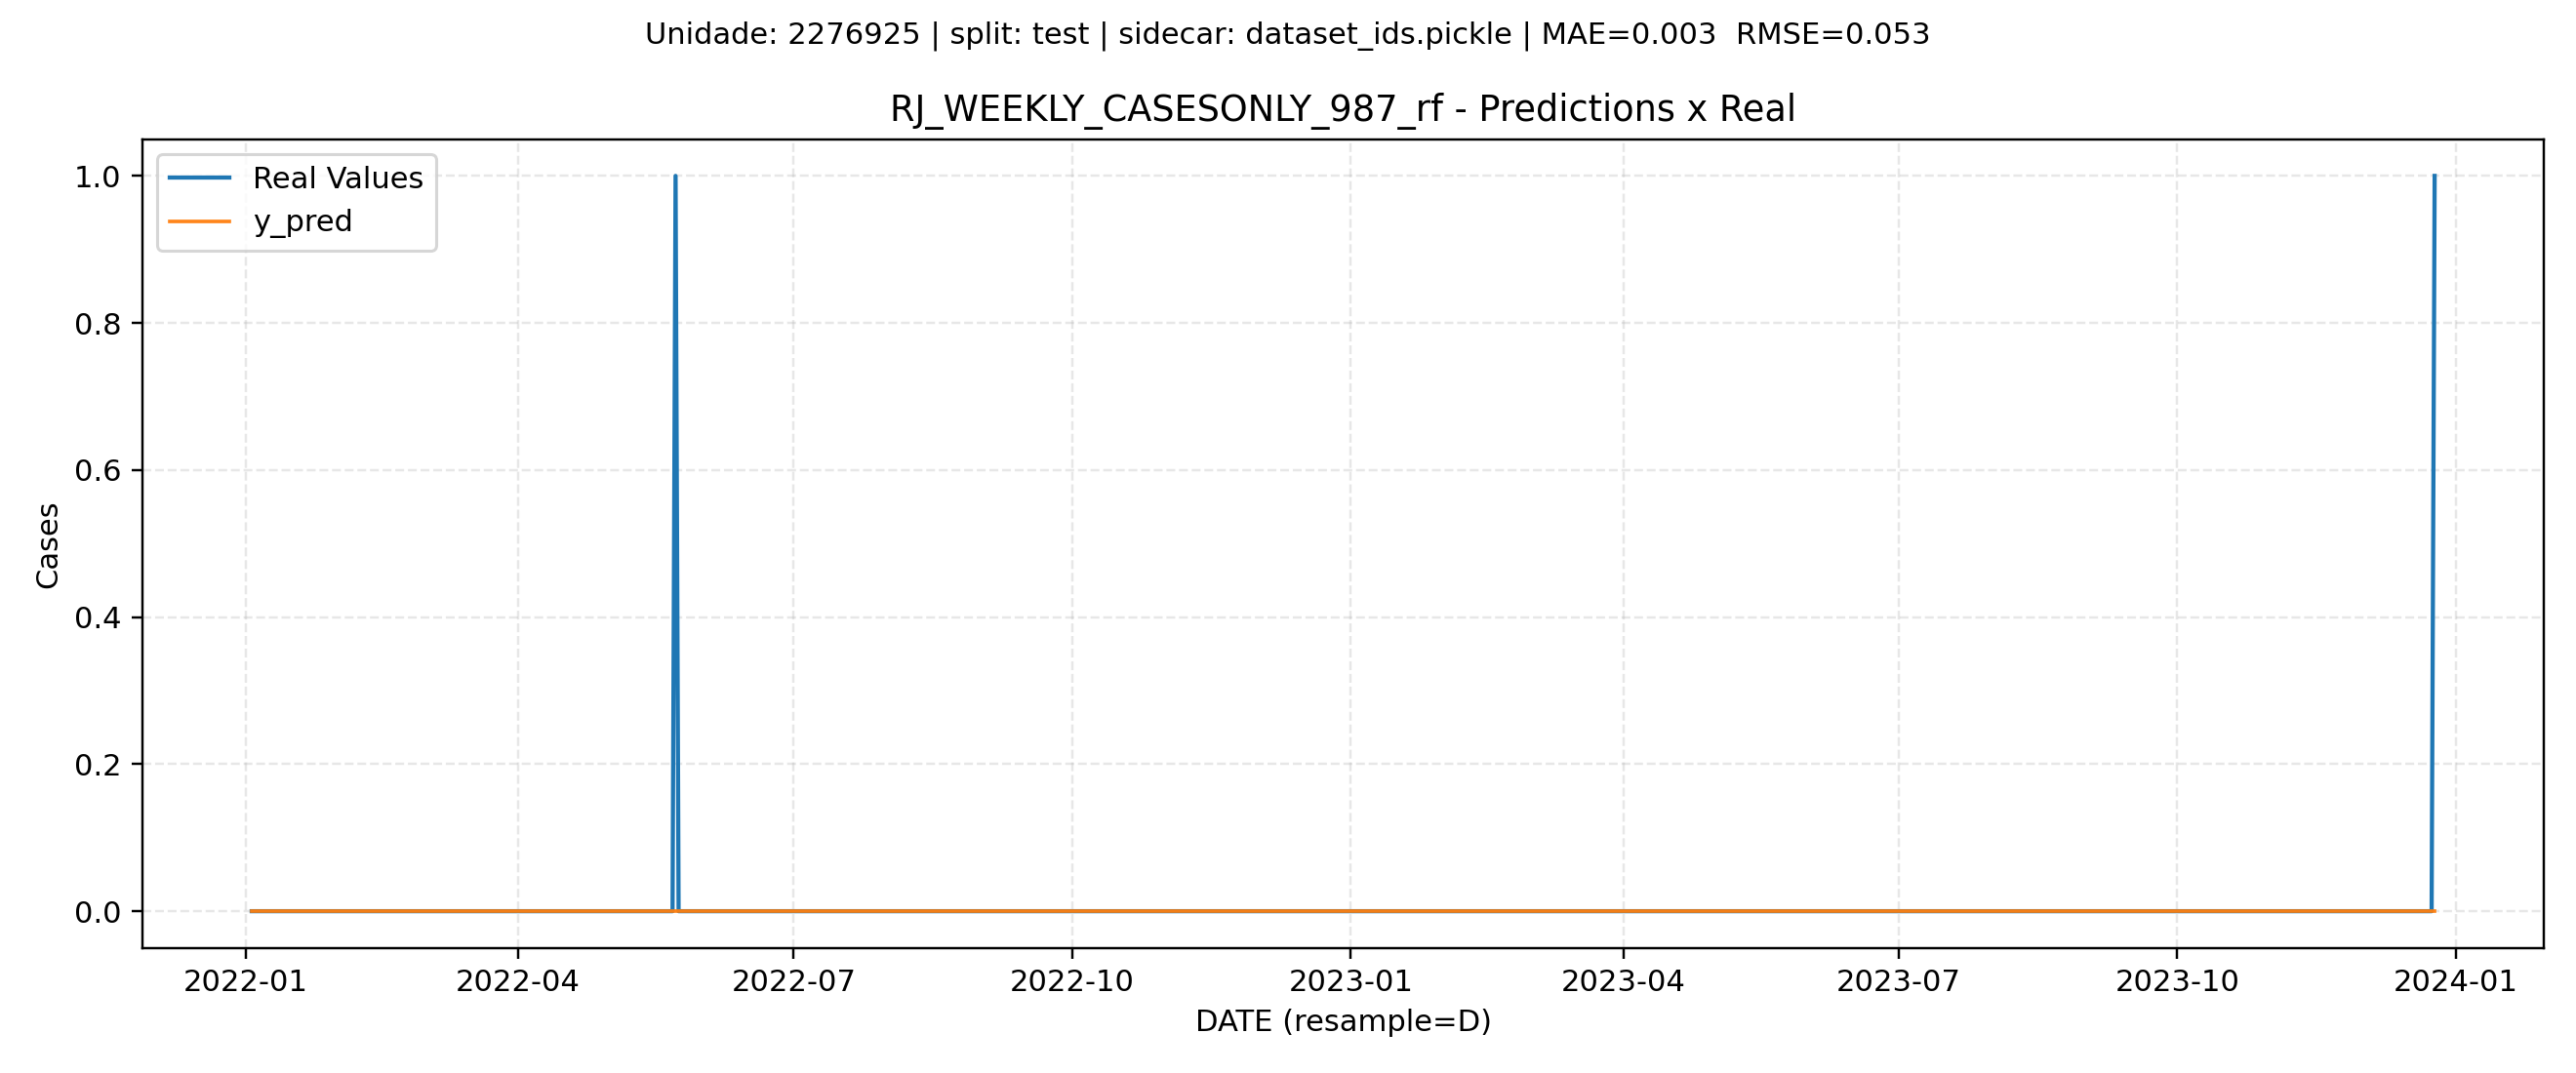 Unidade: 2276925 | split: test | sidecar: dataset_ids.pickle | MAE=0.003  RMSE=0.053
RJ_WEEKLY_CASESONLY_987_rf - Predictions x Real
Real Values
y_pred
1.0
0.8
0.6
0.4
0.2
0.0
Cases
2022-01 2022-04 2022-07 2022-10 2023-01 2023-04 2023-07 2023-10 2024-01
DATE (resample=D)